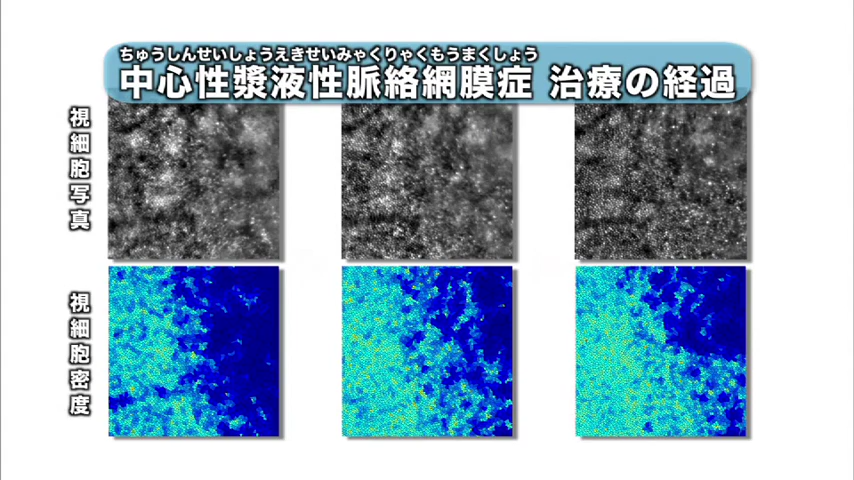 ちゅうしんせいしょうえきせいみゃくりゃくもうまくしょう
中心性漿液性脈絡網膜症 治療の経過
視細胞写真
視細胞密度